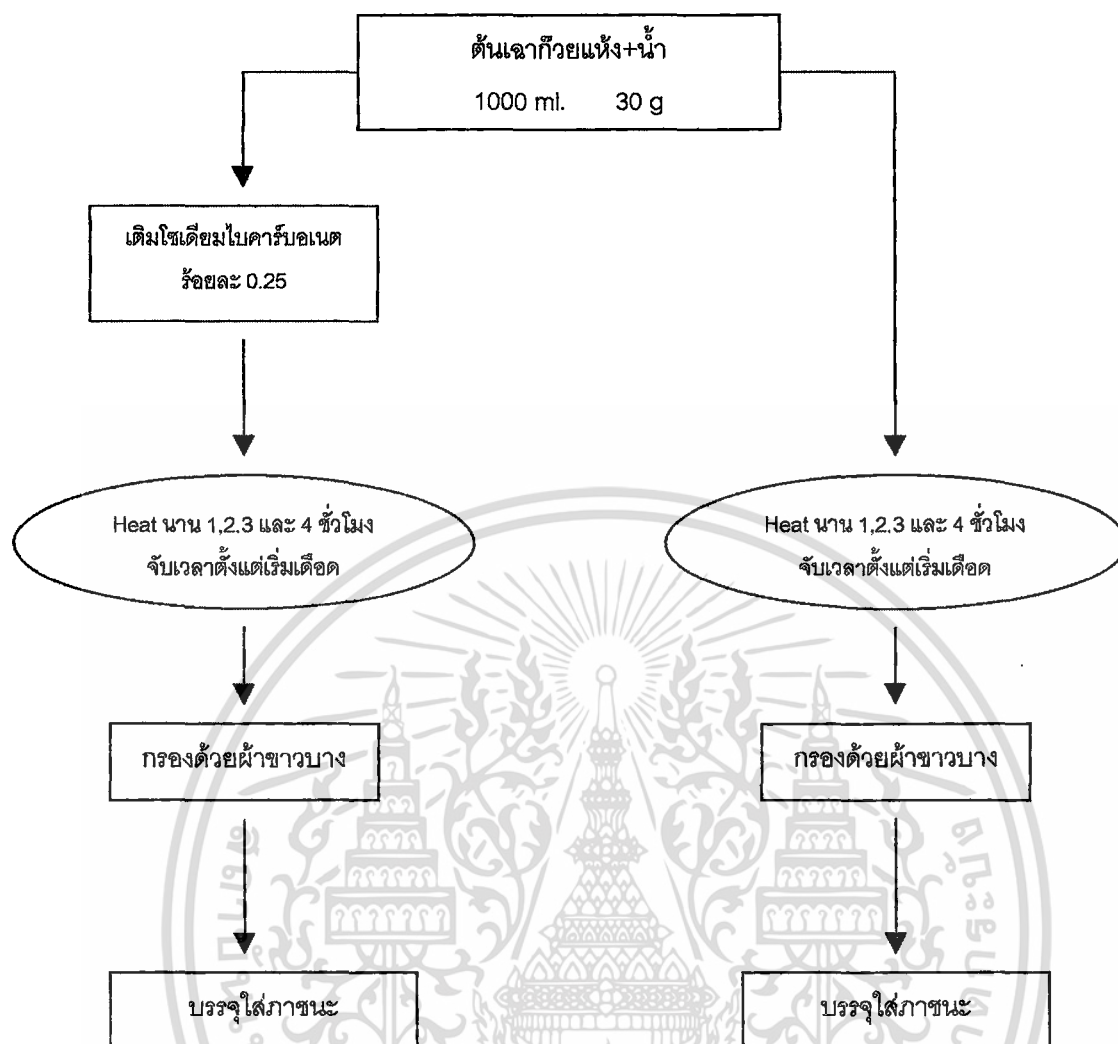 ต้นเฉาก๊วยแห้ง+น้ำ
1000 ml. 30 g
เติมโซเดียมไบคาร์บอเนต
ร้อยละ 0.25
Heat นาน 1,2.3 และ 4 ชั่วโมง
จับเวลาตั้งแต่เริ่มเดือด
Heat นาน 1,2.3 และ 4 ชั่วโมง
จับเวลาตั้งแต่เริ่มเดือด
กรองด้วยผ้าขาวบาง
กรองด้วยผ้าขาวบาง
บรรจุใส่ภาชนะ
บรรจุใส่ภาชนะ